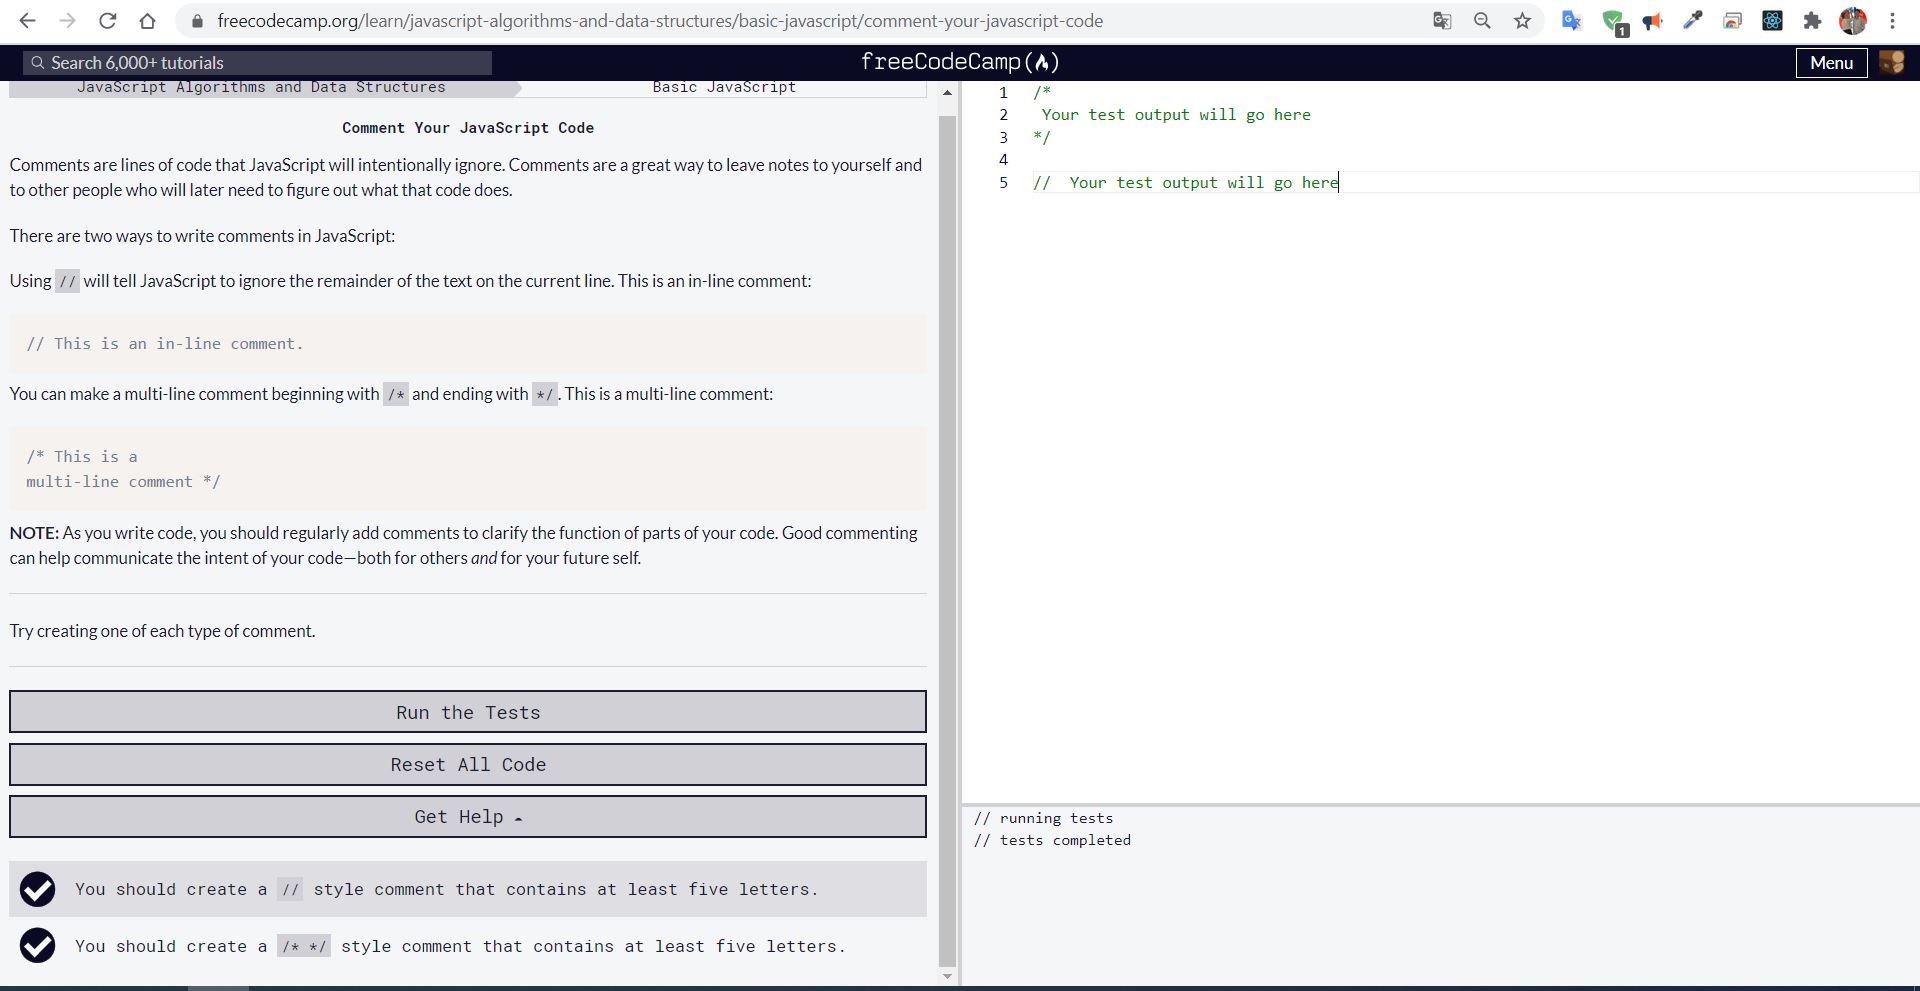 freecodecamp.org/learn/javascript-algorithms-and-data-structures/basic-javascript/comment-your-javascript-code
1
Search 6,000+ tutorials
freeCodeCamp
Menu
JavaScript Algorithms and Data Structures
Basic JavaScript
Comment Your JavaScript Code
Comments are lines of code that JavaScript will intentionally ignore. Comments are a great way to leave notes to yourself and
to other people who will later need to figure out what that code does.
There are two ways to write comments in JavaScript:
Using // will tell JavaScript to ignore the remainder of the text on the current line. This is an in-line comment:
// This is an in-line comment.
You can make a multi-line comment beginning with /* and ending with */. This is a multi-line comment:
/* This is a
multi-line comment */
NOTE: As you write code, you should regularly add comments to clarify the function of parts of your code. Good commenting
can help communicate the intent of your code—both for others and for your future self.
Try creating one of each type of comment.
Run the Tests
Reset All Code
Get Help
You should create a // style comment that contains at least five letters.
You should create a /* */ style comment that contains at least five letters.
1 /*
2 Your test output will go here
3 */
4
5 //  Your test output will go here
// running tests
// tests completed